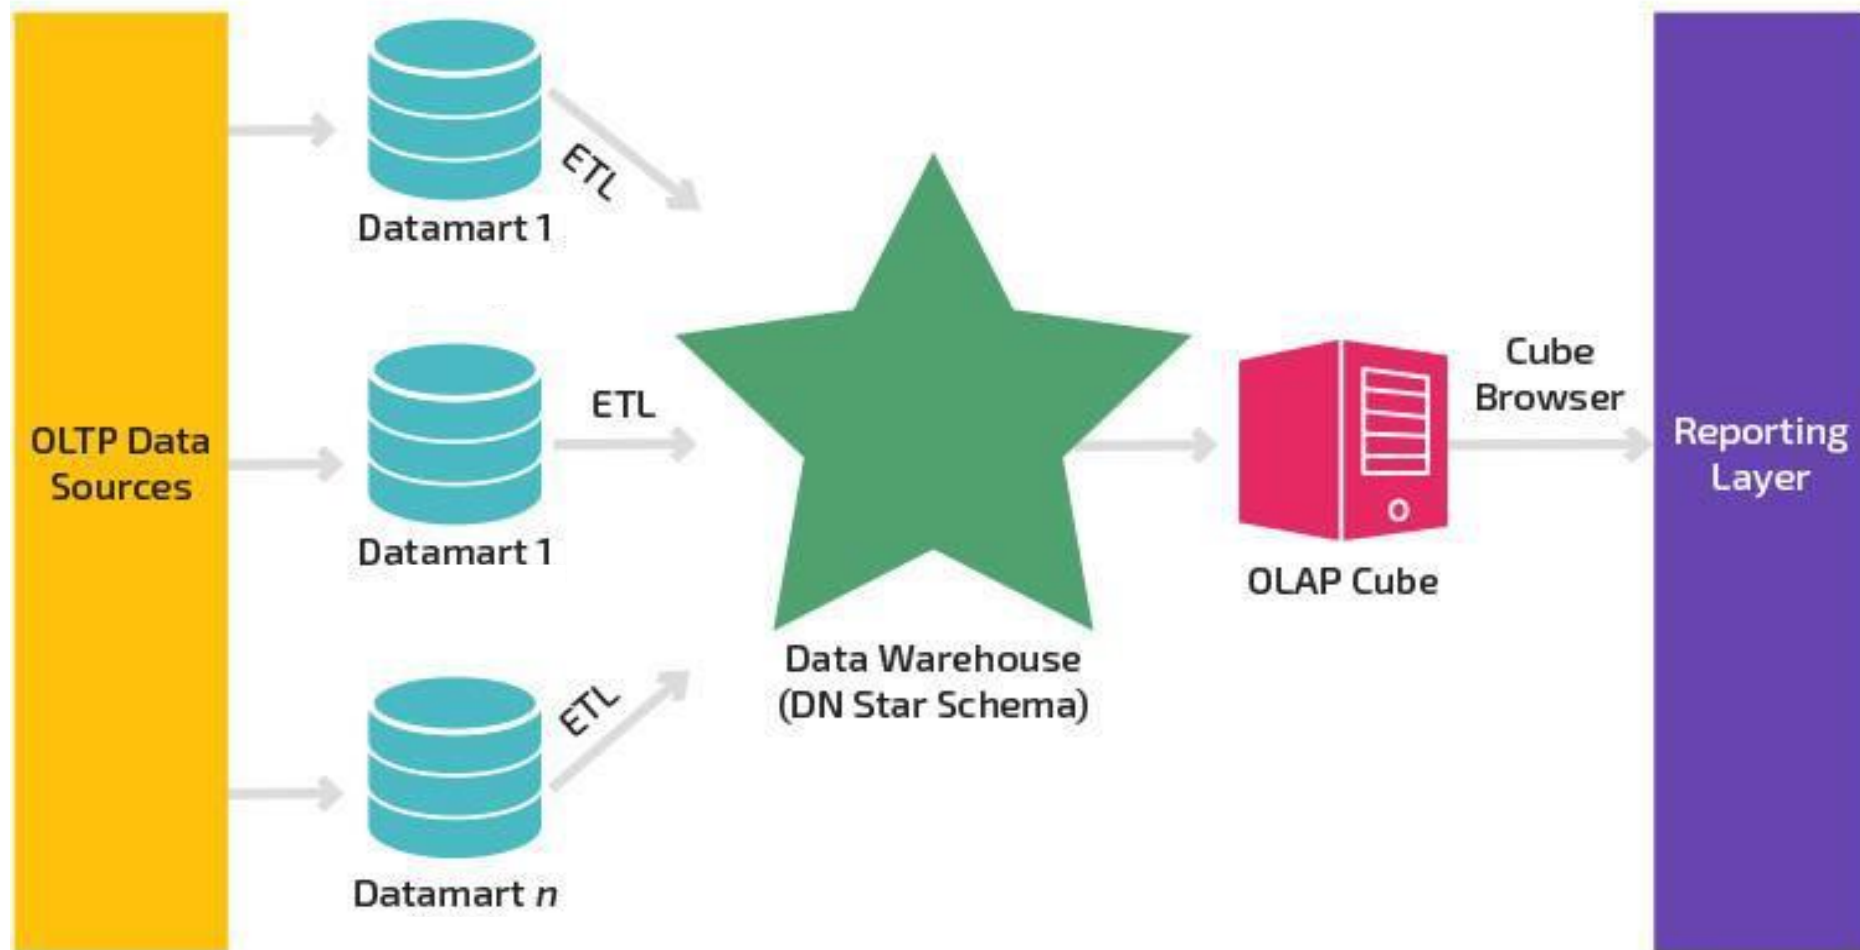 OLTP Data
Sources
Datamart 1
ETL
Datamart 1
ETL
Datamart n
ETL
Data Warehouse
(DN Star Schema)
OLAP Cube
Cube
Browser
Reporting
Layer